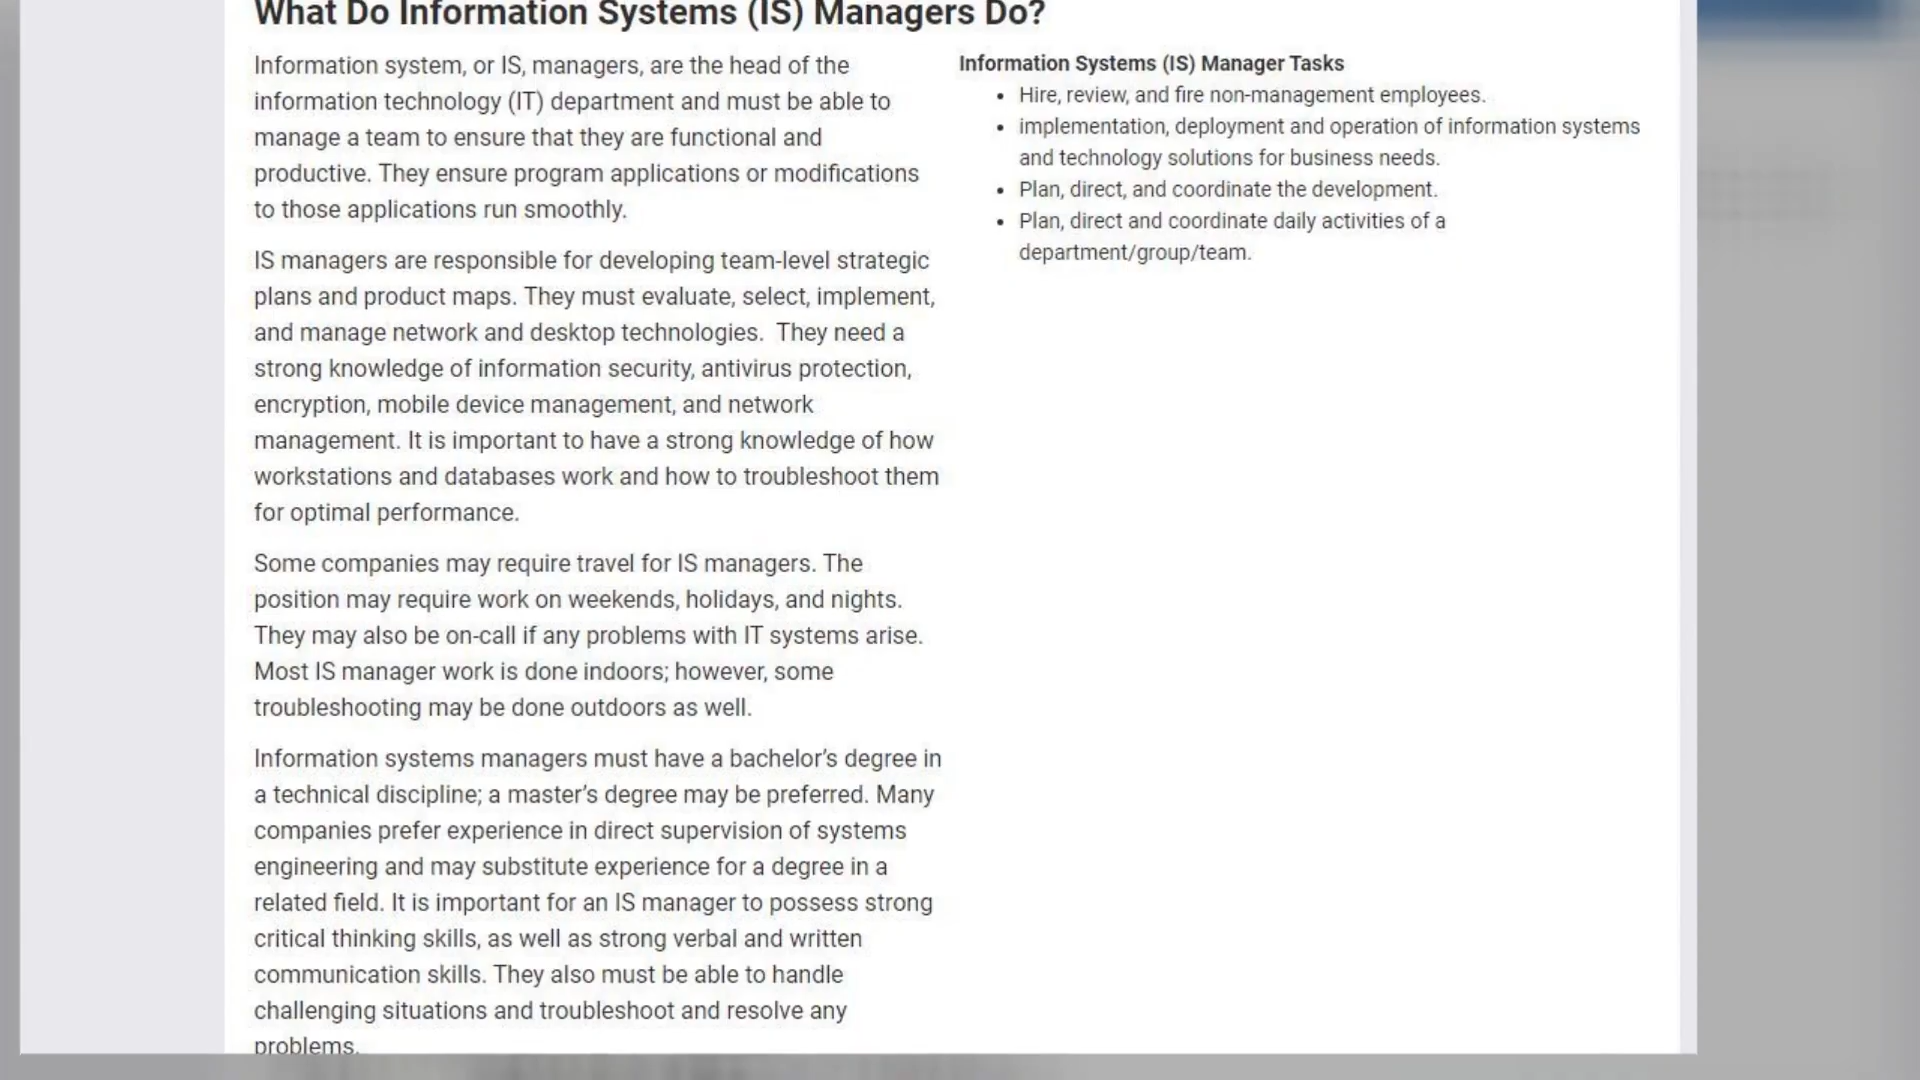 What Do Information Systems (IS) Managers Do?
Information system, or IS, managers, are the head of the
information technology (IT) department and must be able to
manage a team to ensure that they are functional and
productive. They ensure program applications or modifications
to those applications run smoothly.
IS managers are responsible for developing team-level strategic
plans and product maps. They must evaluate, select, implement,
and manage network and desktop technologies.  They need a
strong knowledge of information security, antivirus protection,
encryption, mobile device management, and network
management. It is important to have a strong knowledge of how
workstations and databases work and how to troubleshoot them
for optimal performance.
Some companies may require travel for IS managers. The
position may require work on weekends, holidays, and nights.
They may also be on-call if any problems with IT systems arise.
Most IS manager work is done indoors; however, some
troubleshooting may be done outdoors as well.
Information systems managers must have a bachelor’s degree in
a technical discipline; a master’s degree may be preferred. Many
companies prefer experience in direct supervision of systems
engineering and may substitute experience for a degree in a
related field. It is important for an IS manager to possess strong
critical thinking skills, as well as strong verbal and written
communication skills. They also must be able to handle
challenging situations and troubleshoot and resolve any
problems.
Information Systems (IS) Manager Tasks
• Hire, review, and fire non-management employees.
• implementation, deployment and operation of information systems
and technology solutions for business needs.
• Plan, direct, and coordinate the development.
• Plan, direct and coordinate daily activities of a
department/group/team.